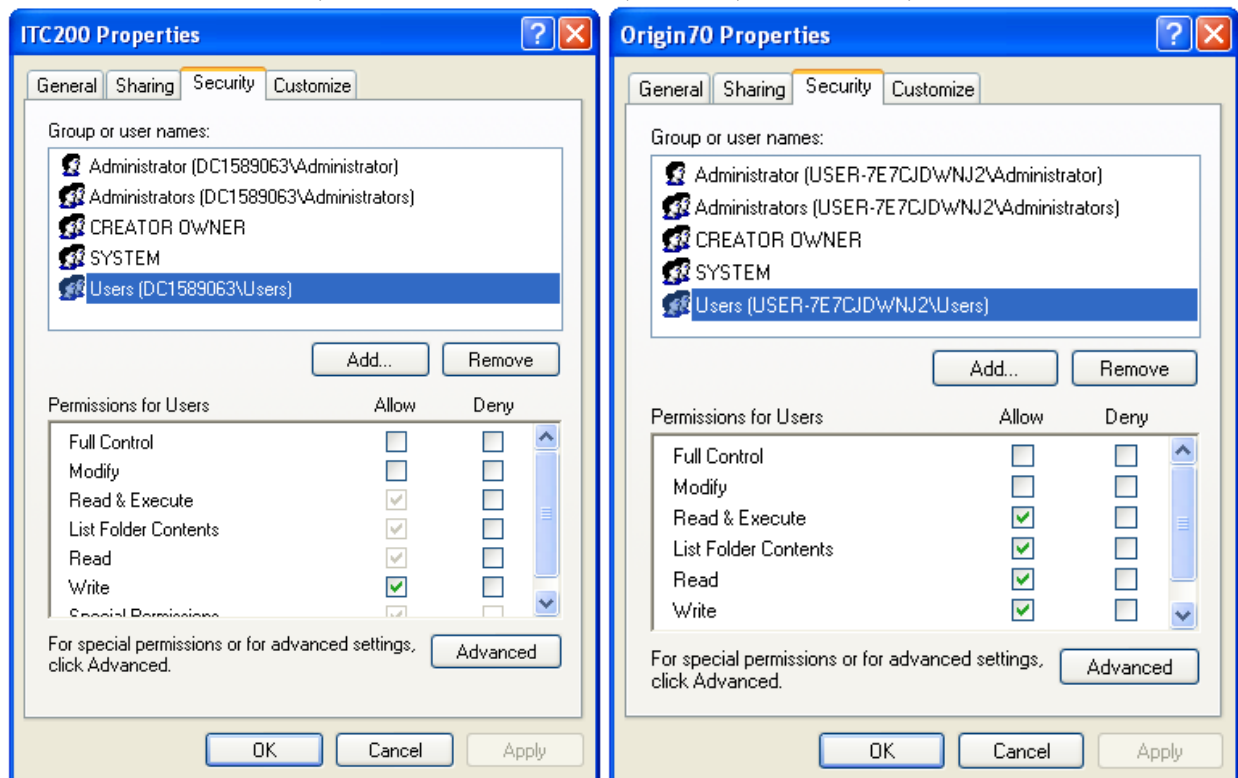 ITC200 Properties
General Sharing Security Customize
Group or user names:
Administrator (DC1589063\Administrator)
Administrators (DC1589063\Administrators)
CREATOR OWNER
SYSTEM
Users (DC1589063\Users)
Add... Remove
Permissions for Users Allow Deny
Full Control
Modify
Read & Execute
List Folder Contents
Read
Write
Special Permissions
For special permissions or for advanced settings,
click Advanced.
Advanced
OK Cancel Apply
Origin70 Properties
General Sharing Security Customize
Group or user names:
Administrator (USER-7E7CJDWNJ2\Administrator)
Administrators (USER-7E7CJDWNJ2\Administrators)
CREATOR OWNER
SYSTEM
Users (USER-7E7CJDWNJ2\Users)
Add... Remove
Permissions for Users Allow Deny
Full Control
Modify
Read & Execute
List Folder Contents
Read
Write
For special permissions or for advanced settings,
click Advanced.
Advanced
OK Cancel Apply